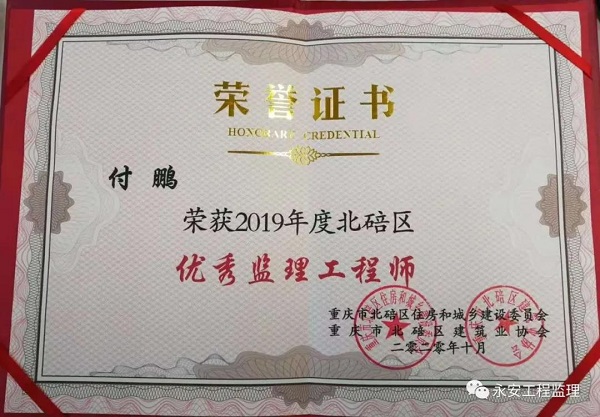 荣誉证书
HONORARY CREDENTIAL
付鹏
荣获2019年度北碚区
优秀监理工程师
重庆市北碚区住房和城乡建设委员会
重庆市北碚区建筑业协会
二〇二〇年十月
永安工程监理